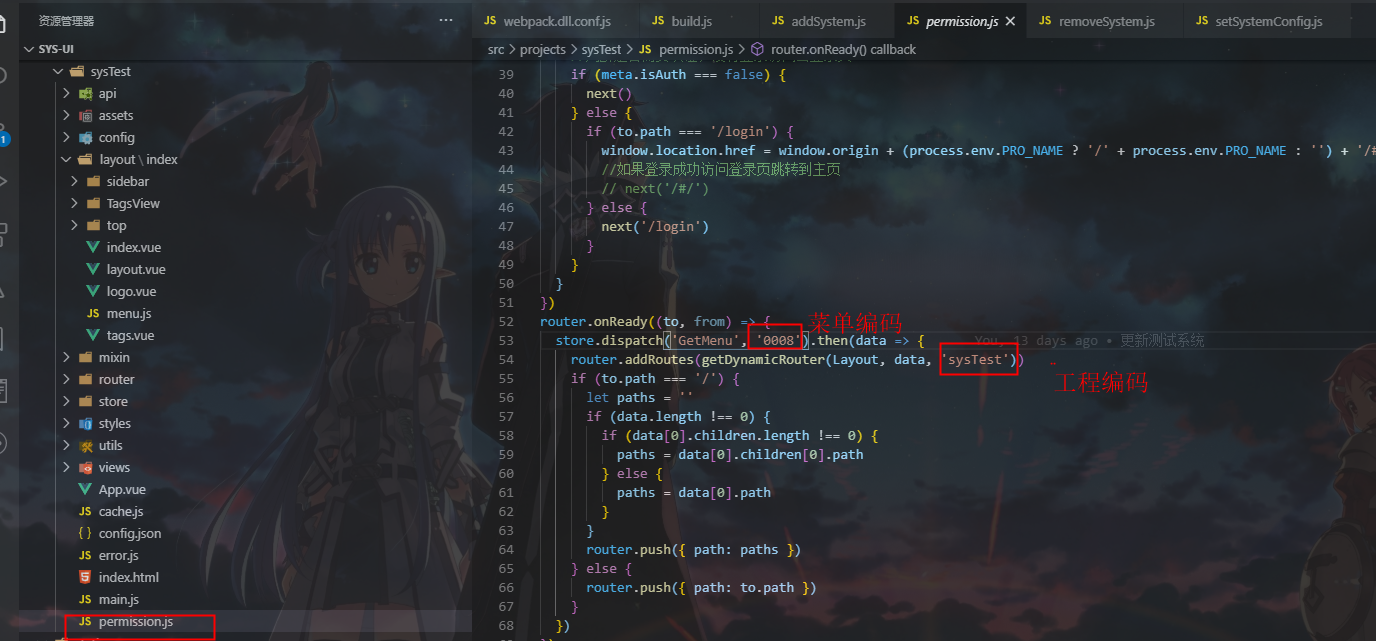 资源管理器
···
SYS-UI
sysTest
api
assets
config
layout \ index
sidebar
TagsView
top
index.vue
layout.vue
logo.vue
JS menu.js
tags.vue
mixin
router
store
styles
utils
views
App.vue
JS cache.js
{ } config.json
JS error.js
index.html
JS main.js
JS permission.js
1
JS webpack.dll.conf.js
JS build.js
JS addSystem.js
JS permission.js
JS removeSystem.js
JS setSystemConfig.js
src > projects > sysTest > JS permission.js > router.onReady() callback
39 if (meta.isAuth === false) {
40 next()
41 } else {
42 if (to.path === '/login') {
43 window.location.href = window.origin + (process.env.PRO_NAME ? '/' + process.env.PRO_NAME : '') + '/#
44 //如果登录成功访问登录页跳转到主页
45 // next('/#/')
46 } else {
47 next('/login')
48 }
49 }
50 }
51 })
52 router.onReady((to, from) => {
菜单编码
53 store.dispatch('GetMenu', '0008').then(data => {
You, 13 days ago • 更新测试系统
54 router.addRoutes(getDynamicRouter(Layout, data, 'sysTest'))
工程编码
55 if (to.path === '/') {
56 let paths = ''
57 if (data.length !== 0) {
58 if (data[0].children.length !== 0) {
59 paths = data[0].children[0].path
60 } else {
61 paths = data[0].path
62 }
63 }
64 router.push({ path: paths })
65 } else {
66 router.push({ path: to.path })
67 }
68 })